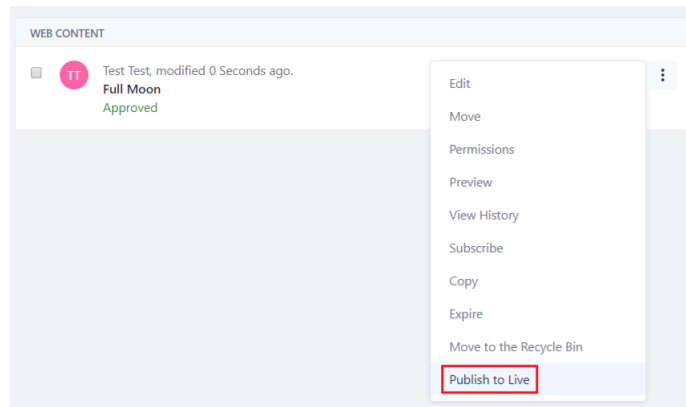 WEB CONTENT
TT
Test Test, modified 0 Seconds ago.
Full Moon
Approved
Edit
Move
Permissions
Preview
View History
Subscribe
Copy
Expire
Move to the Recycle Bin
Publish to Live